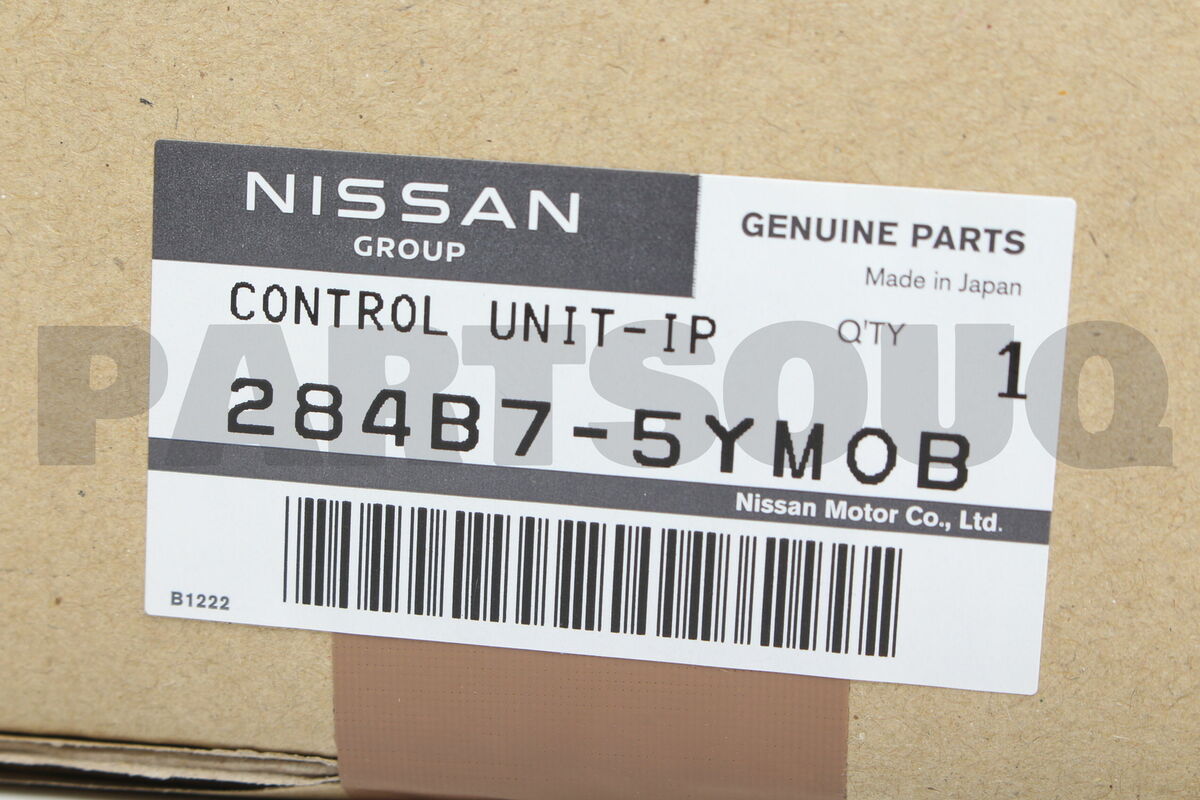 NISSAN
GROUP
GENUINE PARTS
Made in Japan
CONTROL UNIT-IP
Q'TY
1
284B7-5YM0B
Nissan Motor Co., Ltd.
B1222
PARTSOUQ